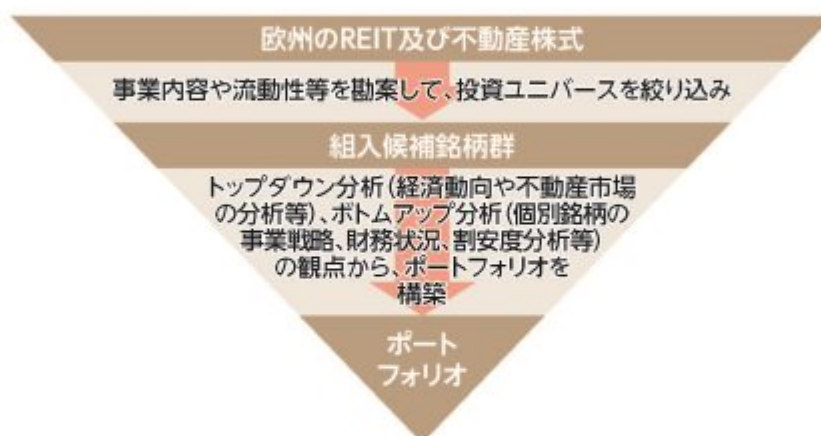 欧州のREIT及び不動産株式
事業内容や流動性等を勘案して、投資ユニバースを絞り込み
組入候補銘柄群
トップダウン分析(経済動向や不動産市場
の分析等)、ボトムアップ分析(個別銘柄の
事業戦略、財務状況、割安度分析等)
の観点から、ポートフォリオを
構築
ポート
フォリオ